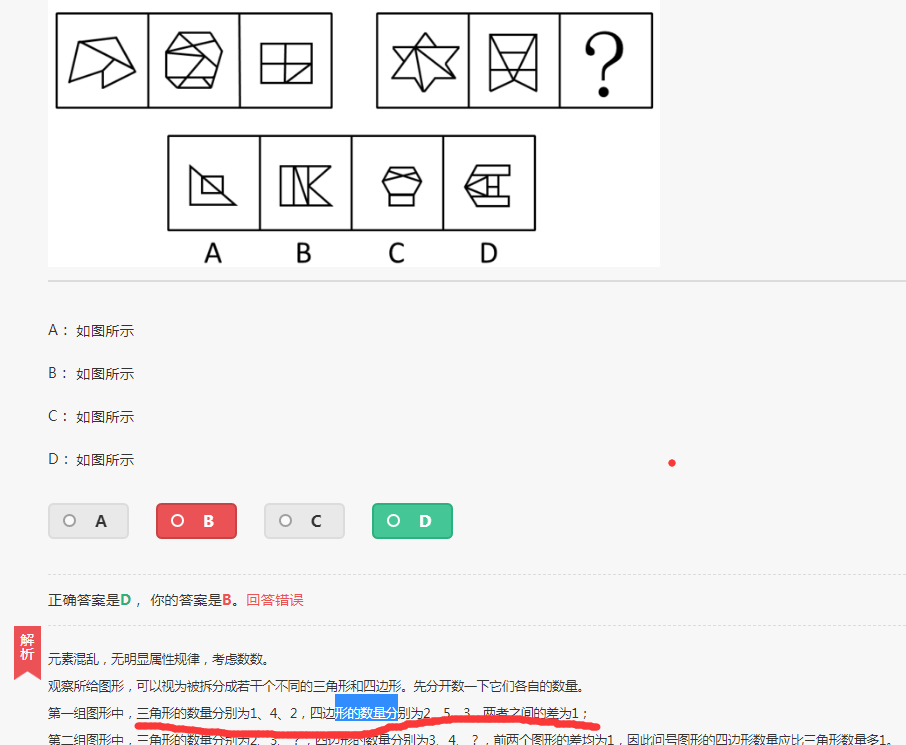 ?
A B C D
A： 如图所示
B： 如图所示
C： 如图所示
D： 如图所示
A B C D
正确答案是D， 你的答案是B。回答错误
解析
元素混乱，无明显属性规律，考虑数数。
观察所给图形，可以视为被拆分成若干个不同的三角形和四边形。先分开数一下它们各自的数量。
第一组图形中，三角形的数量分别为1、4、2，四边形的数量分别为2、5、3，两者之间的差为1；
第二组图形中，三角形的数量分别为2、3、？，四边形的数量分别为3、4、？，前两个图形的差均为1，因此问号图形的四边形数量应比三角形数量多1。